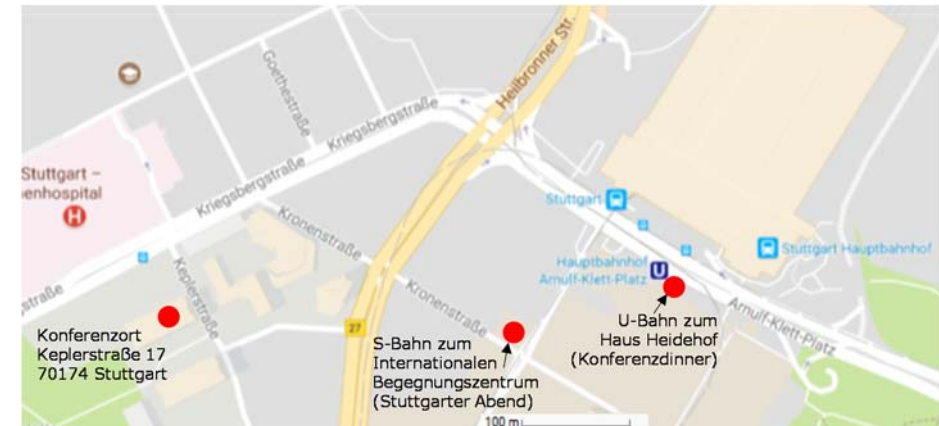 Heilbronner Str.
Goethestraße
Kriegsbergstraße
Kriegsbergstraße
Stuttgart –
enhospital
H
Kronenstraße
Stuttgart
Keplerstraße
Hauptbahnhof
Arnulf-Klett-Platz
U
Stuttgart Hauptbahnhof
straße
Kronenstraße
Arnulf-Klett-Platz
27
Konferenzort
Keplerstraße 17
70174 Stuttgart
S-Bahn zum
Internationalen
Begegnungszentrum
(Stuttgarter Abend)
U-Bahn zum
Haus Heidehof
(Konferenzdinner)
100 m